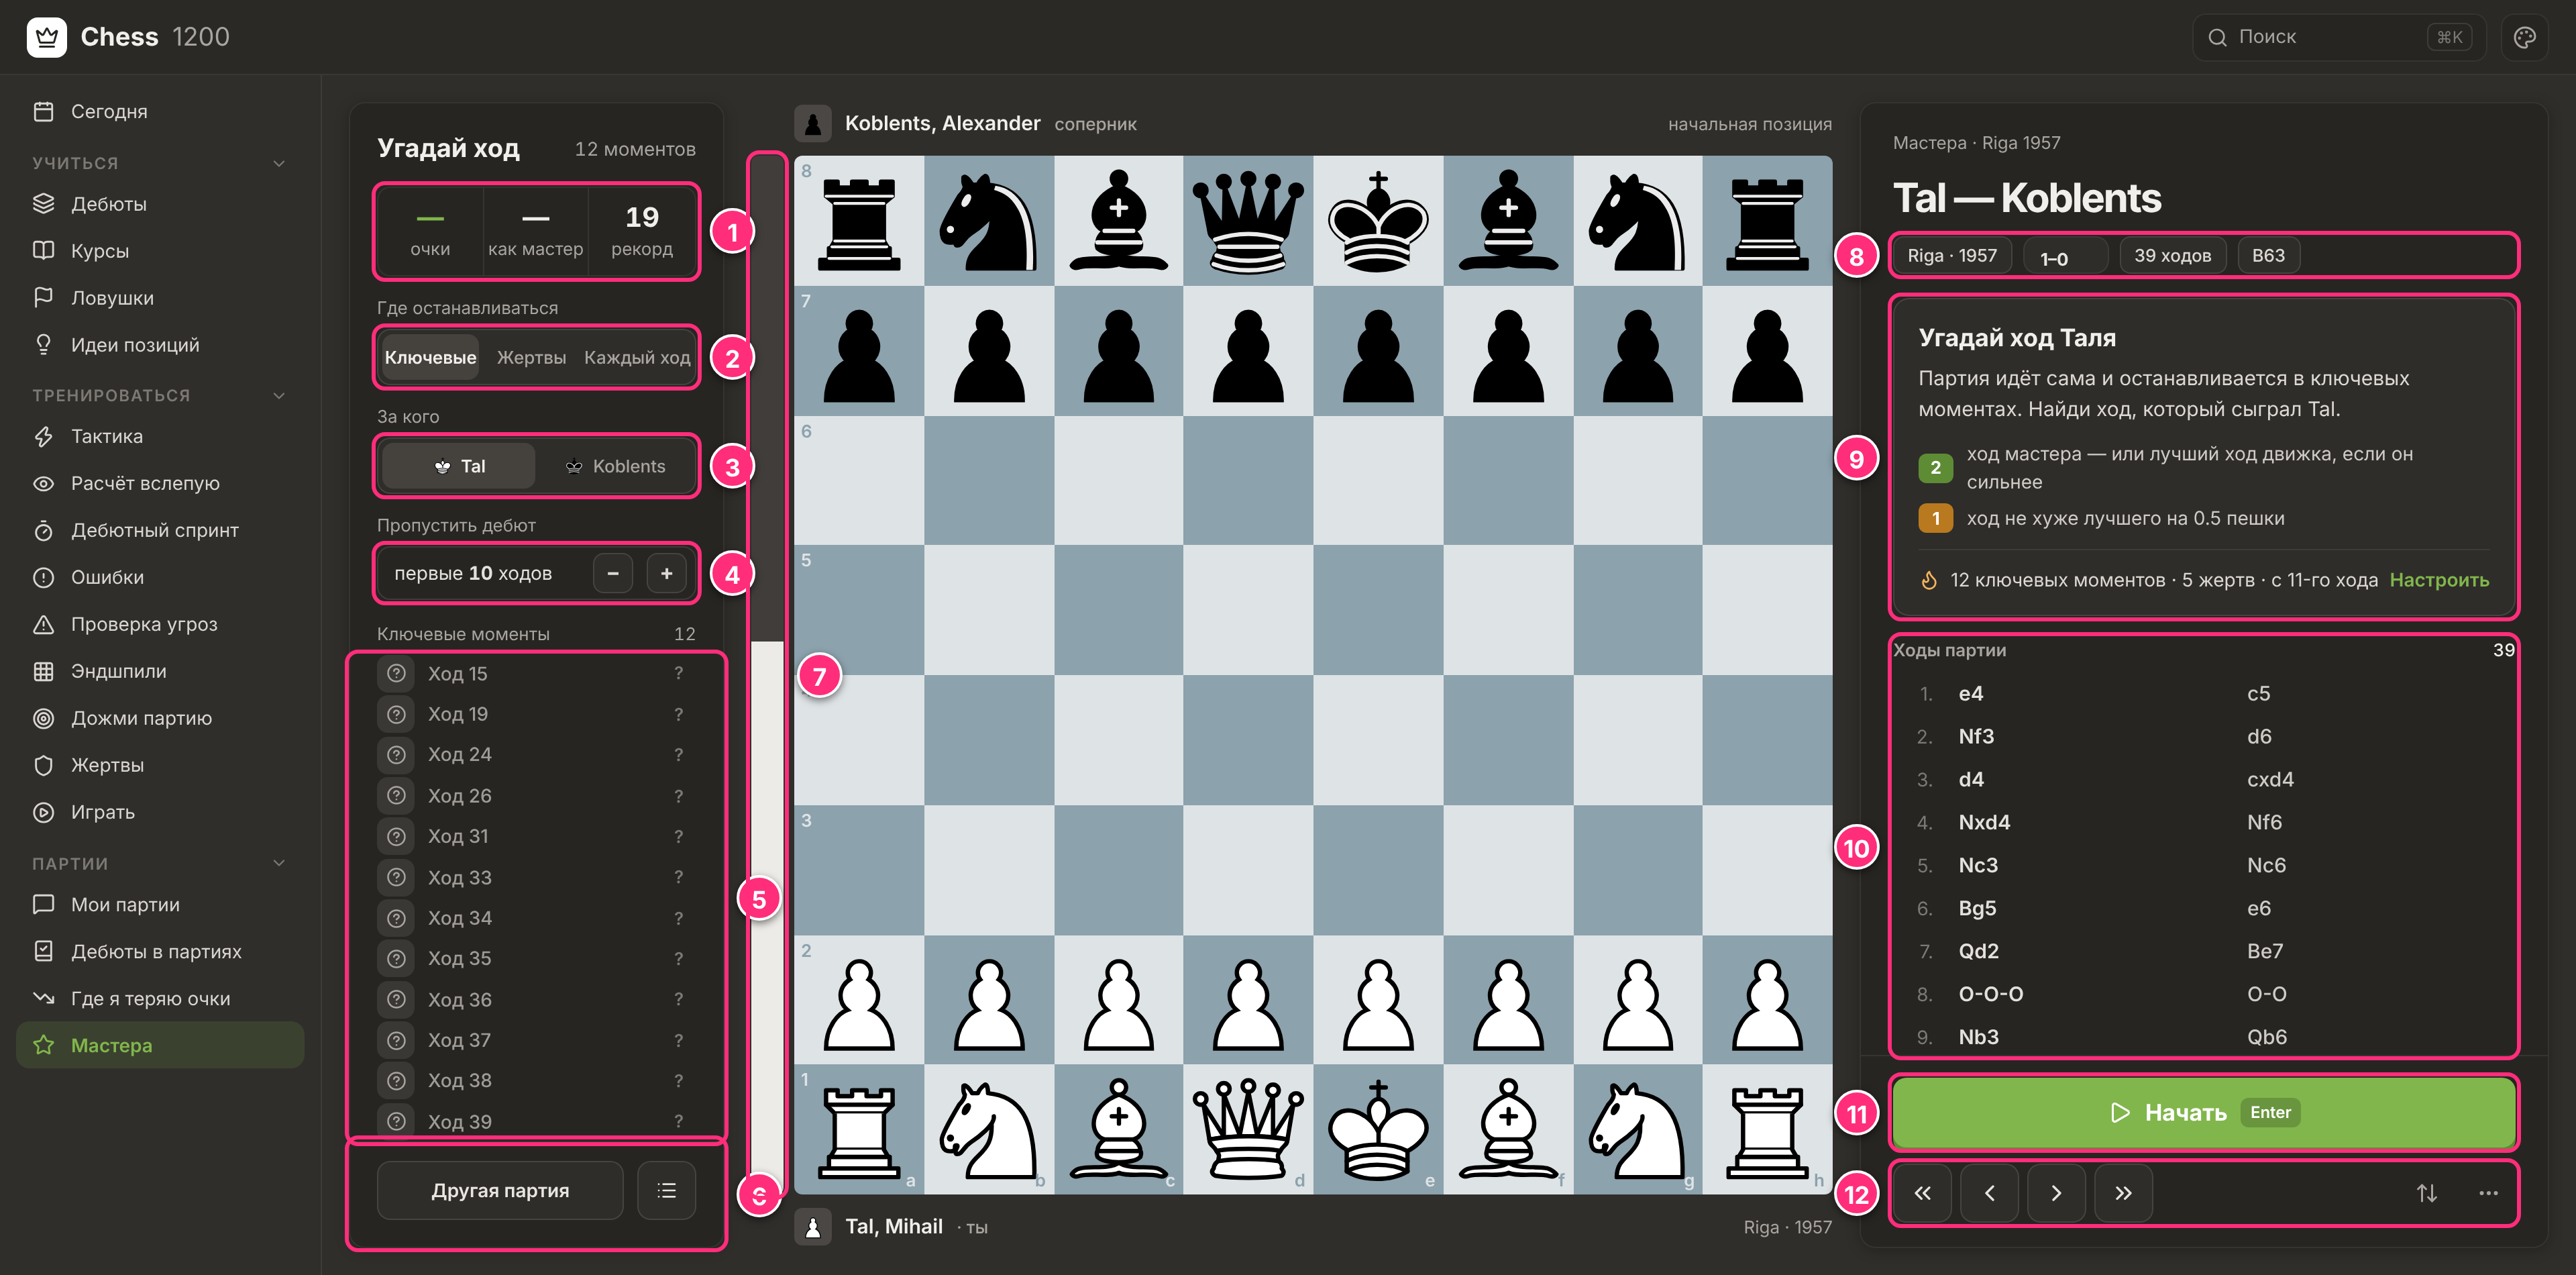 Chess 1200
Поиск ⌘K
Сегодня
УЧИТЬСЯ
Дебюты
Курсы
Ловушки
Идеи позиций
ТРЕНИРОВАТЬСЯ
Тактика
Расчёт вслепую
Дебютный спринт
Ошибки
Проверка угроз
Эндшпили
Дожми партию
Жертвы
Играть
ПАРТИИ
Мои партии
Дебюты в партиях
Где я теряю очки
Мастера
Угадай ход 12 моментов
— — 19
очки как мастер рекорд
1
Где останавливаться
Ключевые Жертвы Каждый ход
2
За кого
Tal Koblents
3
Пропустить дебют
первые 10 ходов − +
4
Ключевые моменты 12
Ход 15 ?
Ход 19 ?
Ход 24 ?
Ход 26 ?
Ход 31 ?
Ход 33 ?
Ход 34 ?
Ход 35 ?
Ход 36 ?
Ход 37 ?
Ход 38 ?
Ход 39 ?
5
Другая партия
6
Koblents, Alexander соперник начальная позиция
8
7
6
5
7
3
2
1
a b c d e f g h
Tal, Mihail · ты Riga · 1957
Мастера · Riga 1957
Tal — Koblents
8
Riga · 1957 1–0 39 ходов B63
9
Угадай ход Таля
Партия идёт сама и останавливается в ключевых
моментах. Найди ход, который сыграл Tal.
2 ход мастера — или лучший ход движка, если он
сильнее
1 ход не хуже лучшего на 0.5 пешки
12 ключевых моментов · 5 жертв · с 11-го хода Настроить
10
Ходы партии 39
1. e4 c5
2. Nf3 d6
3. d4 cxd4
4. Nxd4 Nf6
5. Nc3 Nc6
6. Bg5 e6
7. Qd2 Be7
8. O-O-O O-O
9. Nb3 Qb6
11
Начать Enter
12